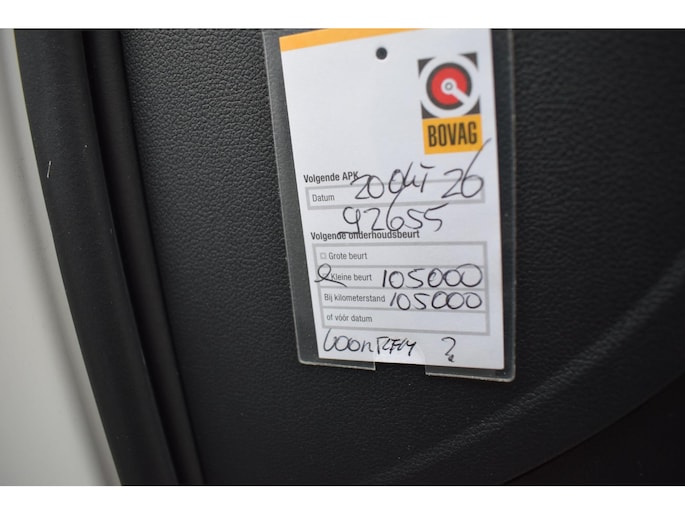 BOVAG
Volgende APK
Datum 20 okt 26
92655
Volgende onderhoudsbeurt
Grote beurt
Kleine beurt 105000
Bij kilometerstand 105000
of vóór datum
?